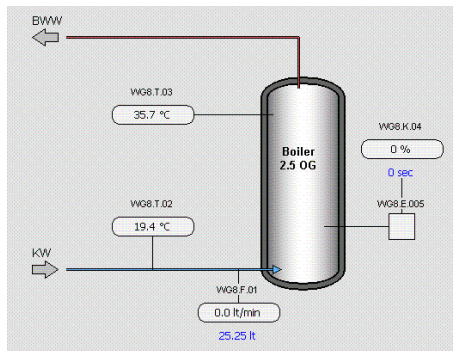 BWW
WG8.T.03
35.7 °C
WG8.K.04
0 %
0 sec
Boiler
2.5 OG
WG8.T.02
19.4 °C
WG8.E.005
KW
WG8.F.01
0.0 lt/min
25.25 lt